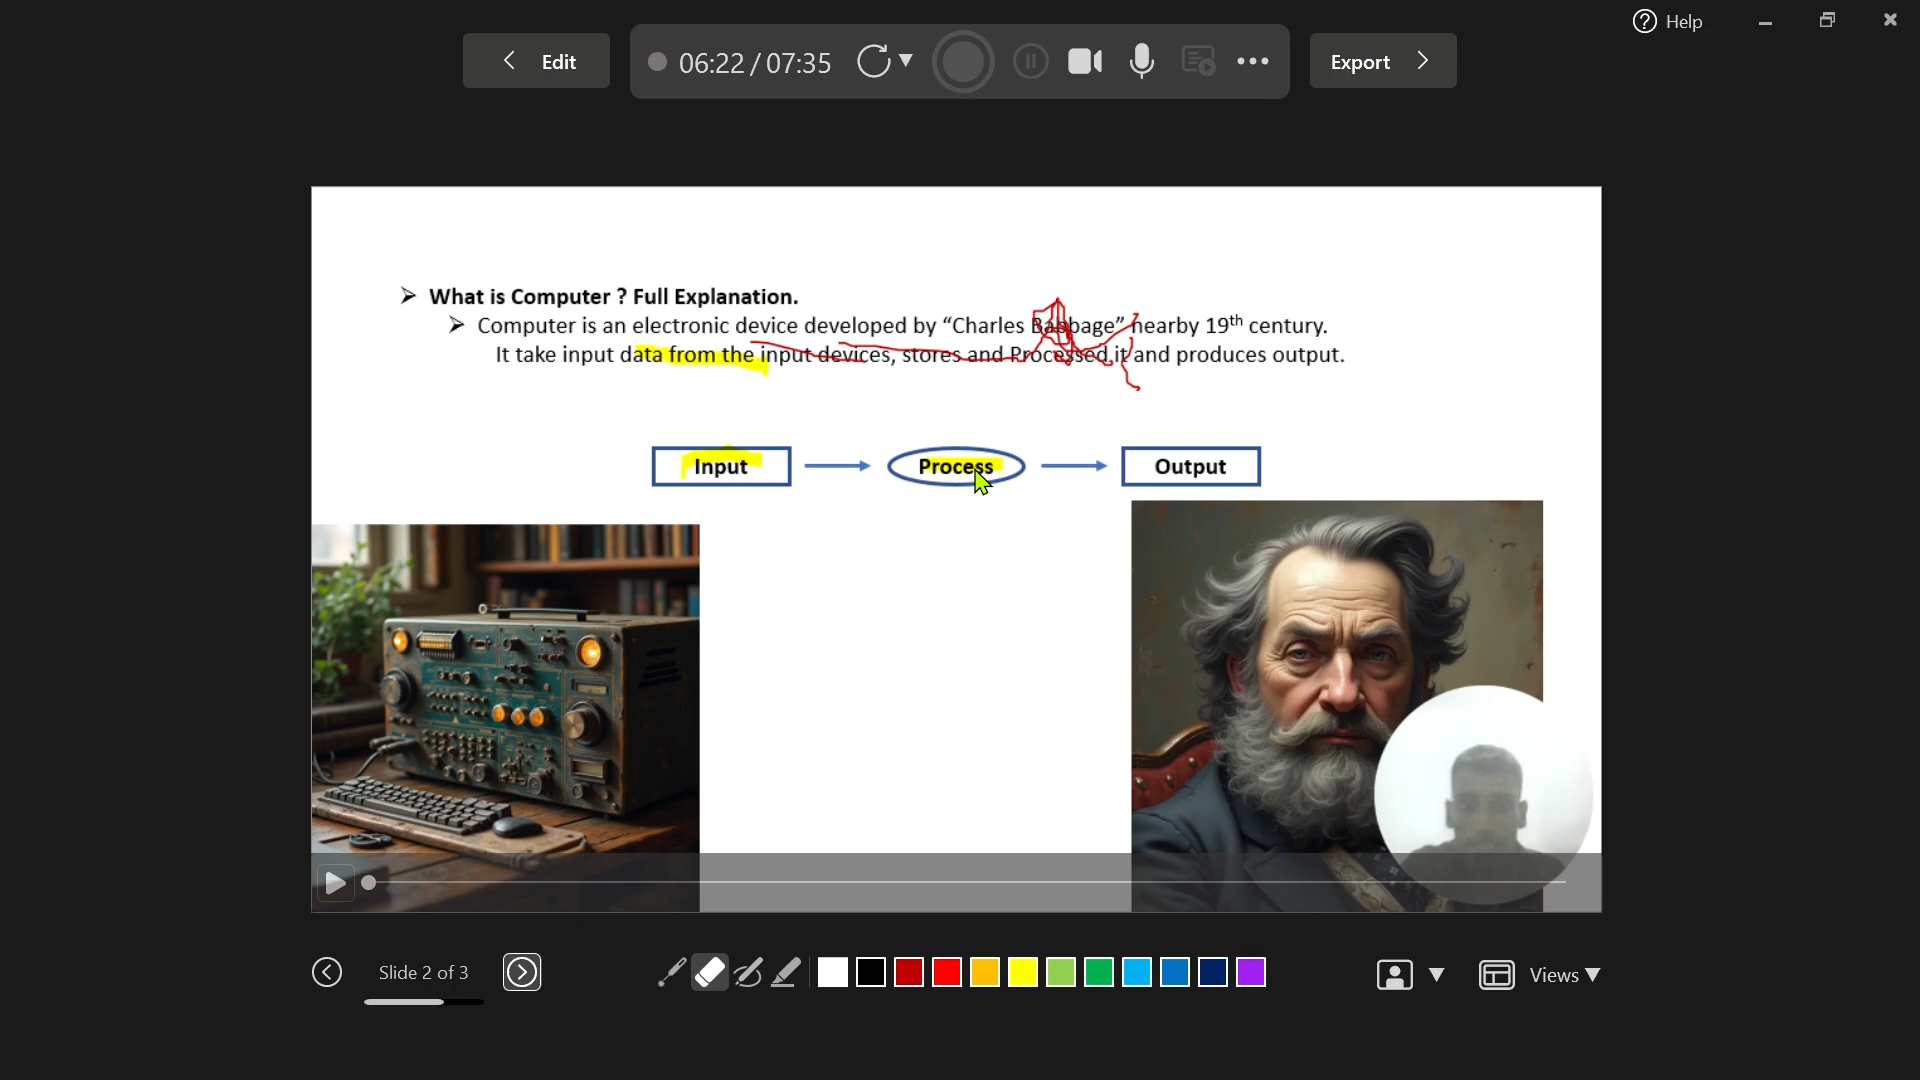 Help
Edit
06:22 / 07:35
Export
What is Computer ? Full Explanation.
Computer is an electronic device developed by “Charles Babbage” nearby 19th century.
It take input data from the input devices, stores and Processed it and produces output.
Input
Process
Output
Slide 2 of 3
Views